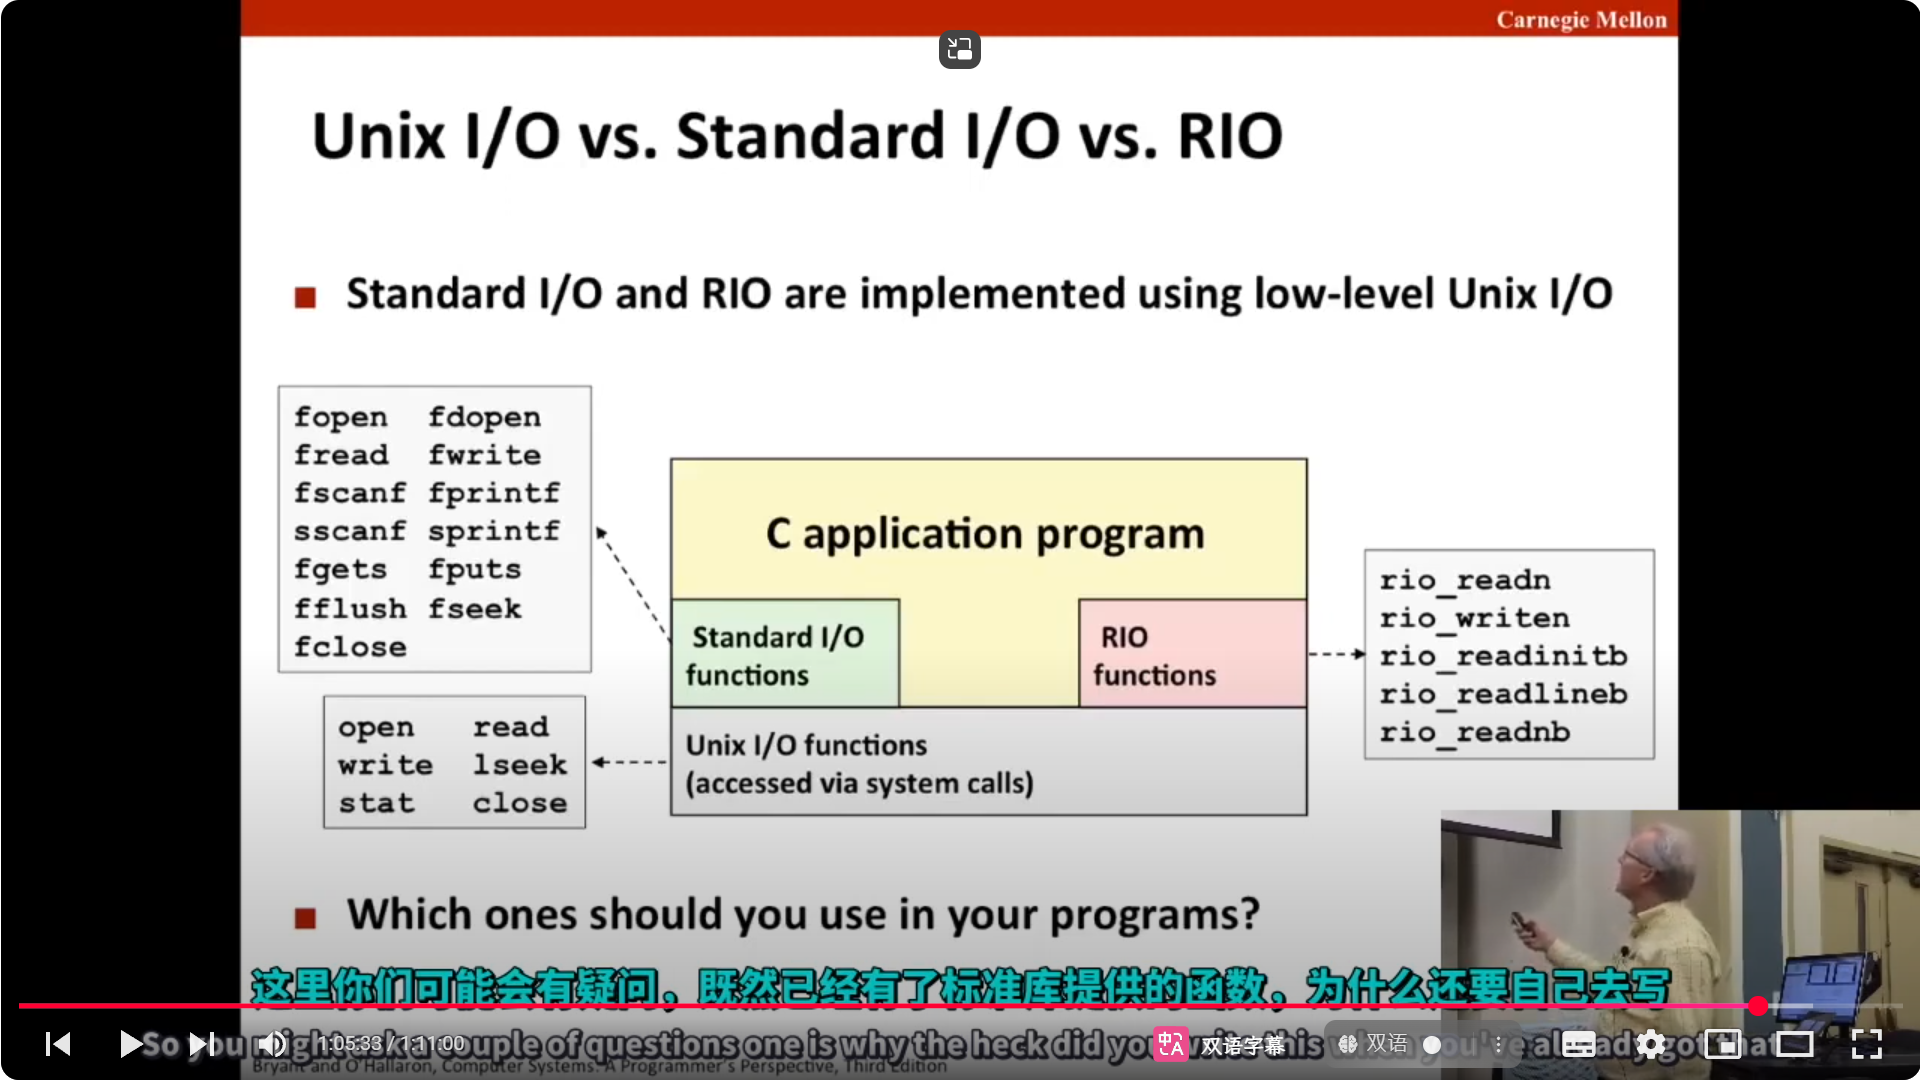 Carnegie Mellon
Unix I/O vs. Standard I/O vs. RIO
Standard I/O and RIO are implemented using low-level Unix I/O
fopen fdopen
fread fwrite
fscanf fprintf
sscanf sprintf
fgets fputs
fflush fseek
fclose
C application program
Standard I/O
functions
RIO
functions
rio_readn
rio_writen
rio_readinitb
rio_readlineb
rio_readnb
open read
write lseek
stat close
Unix I/O functions
(accessed via system calls)
Which ones should you use in your programs?
这里你们可能会有疑问，既然已经有了标准库提供的函数，为什么还要自己去写
So you might ask couple of questions one is why the heck did you this you've already got that
1:05:33 / 1:11:00
双语字幕
双语
Bryant and O'Hallaron, Computer Systems: A Programmer's Perspective, Third Edition